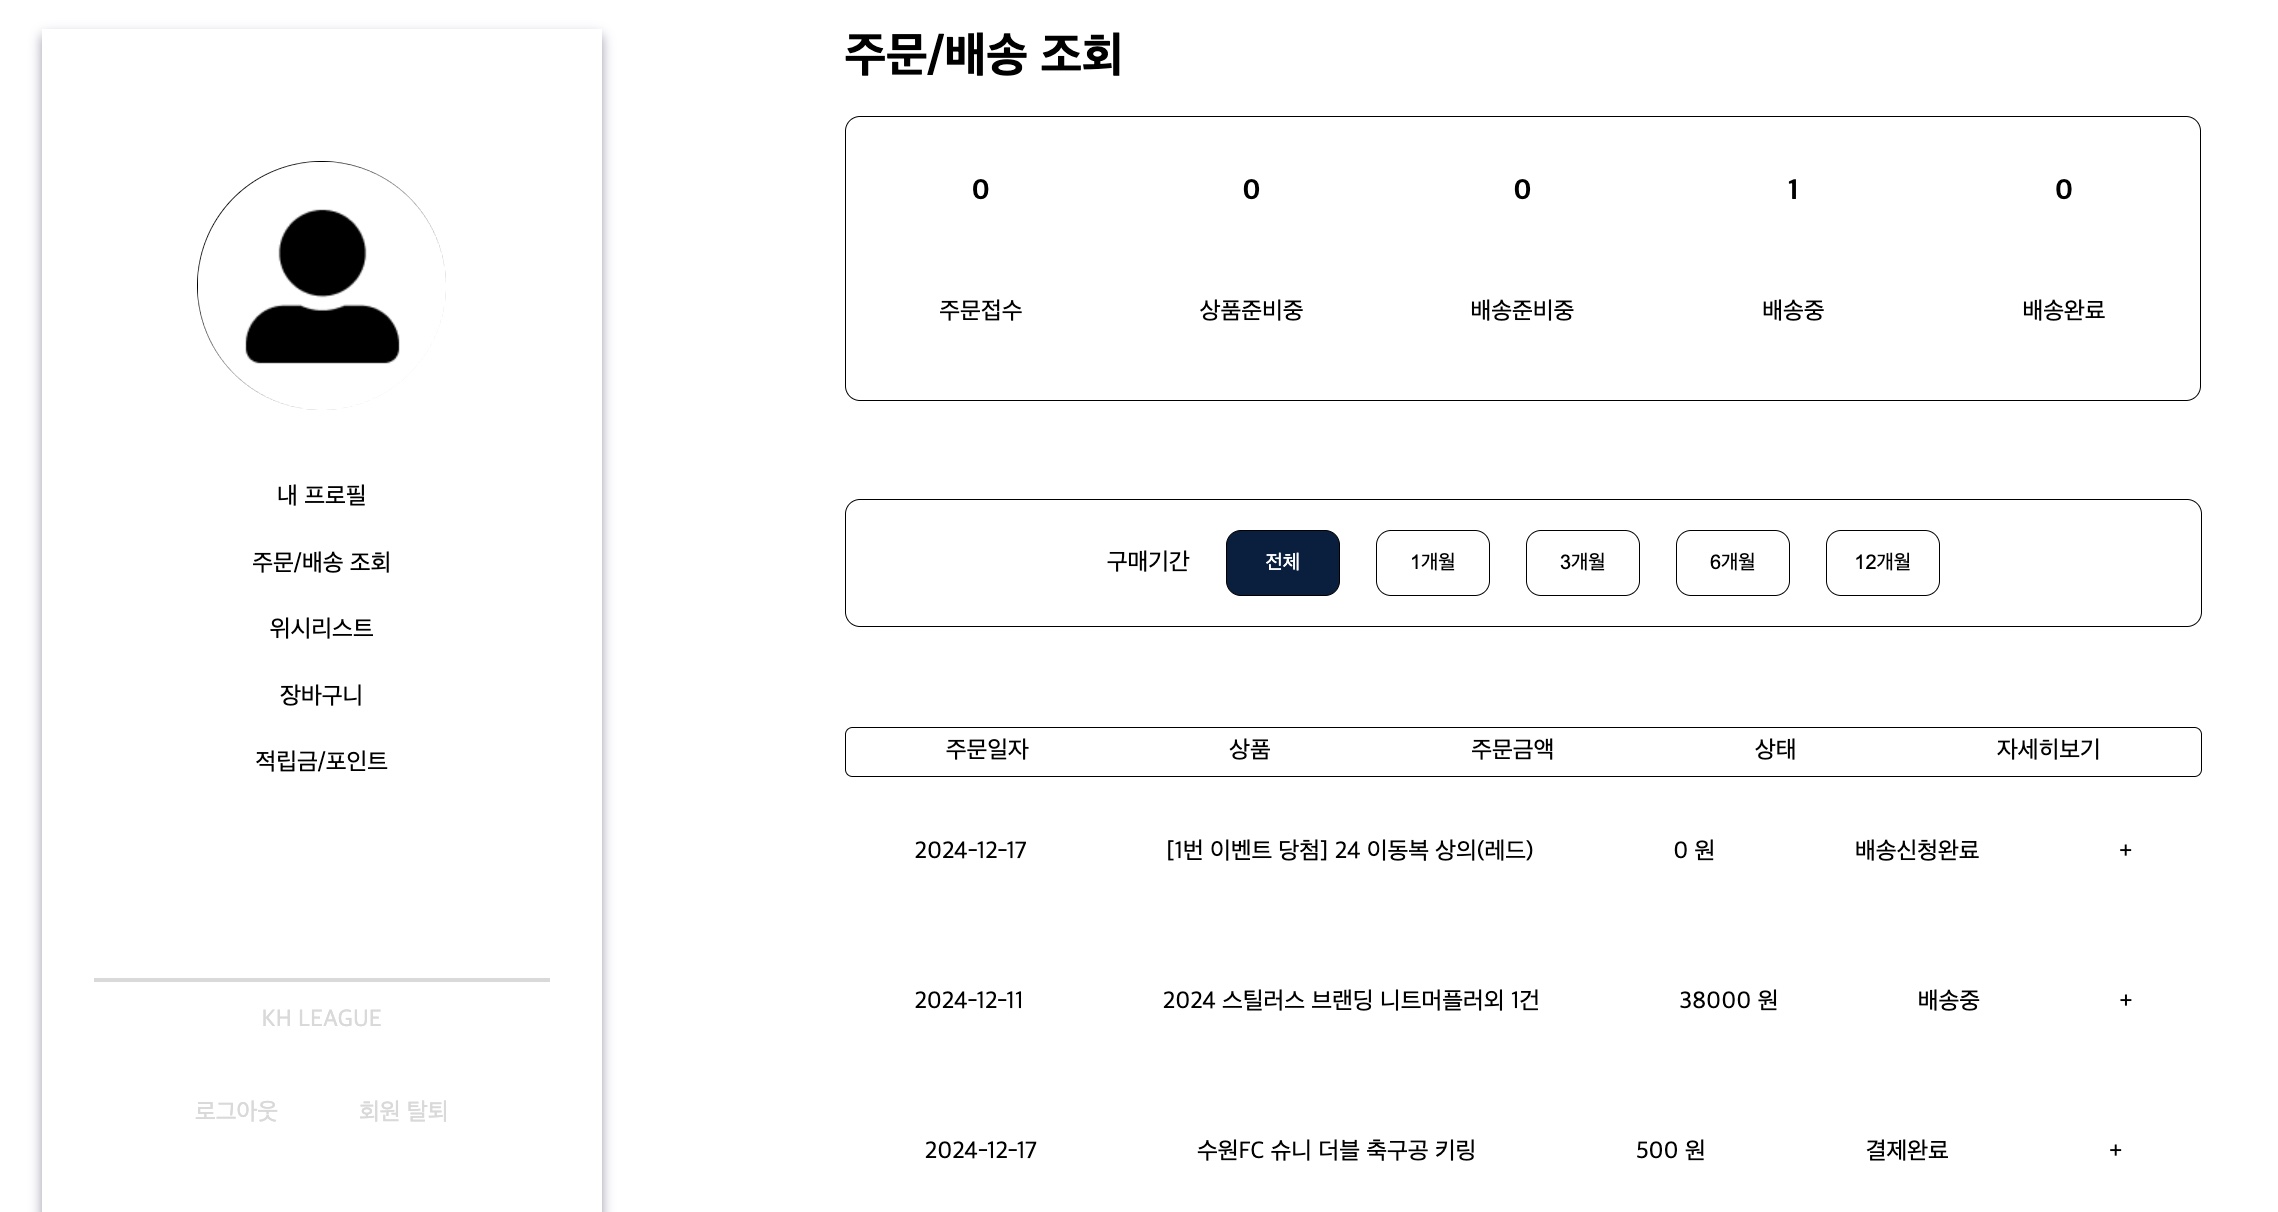 내 프로필
주문/배송 조회
위시리스트
장바구니
적립금/포인트
KH LEAGUE
로그아웃 회원 탈퇴
주문/배송 조회
0 0 0 1 0
주문접수 상품준비중 배송준비중 배송중 배송완료
구매기간 전체 1개월 3개월 6개월 12개월
주문일자 상품 주문금액 상태 자세히보기
2024-12-17 [1번 이벤트 당첨] 24 이동복 상의(레드) 0 원 배송신청완료 +
2024-12-11 2024 스틸러스 브랜딩 니트머플러외 1건 38000 원 배송중 +
2024-12-17 수원FC 슈니 더블 축구공 키링 500 원 결제완료 +